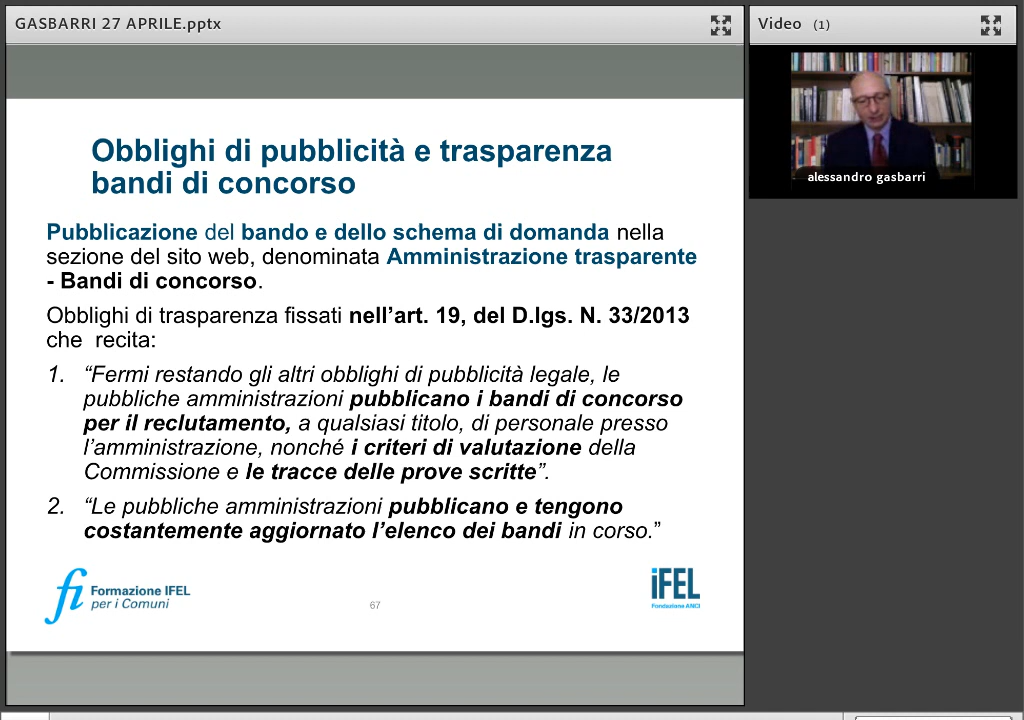 GASBARRI 27 APRILE.pptx
Video (1)
alessandro gasbarri
Obblighi di pubblicità e trasparenza
bandi di concorso
Pubblicazione del bando e dello schema di domanda nella
sezione del sito web, denominata Amministrazione trasparente
- Bandi di concorso.
Obblighi di trasparenza fissati nell’art. 19, del D.lgs. N. 33/2013
che recita:
1. “Fermi restando gli altri obblighi di pubblicità legale, le
pubbliche amministrazioni pubblicano i bandi di concorso
per il reclutamento, a qualsiasi titolo, di personale presso
l’amministrazione, nonché i criteri di valutazione della
Commissione e le tracce delle prove scritte”.
2. “Le pubbliche amministrazioni pubblicano e tengono
costantemente aggiornato l’elenco dei bandi in corso.”
fi Formazione IFEL
per i Comuni
67
iFEL
Fondazione ANCI